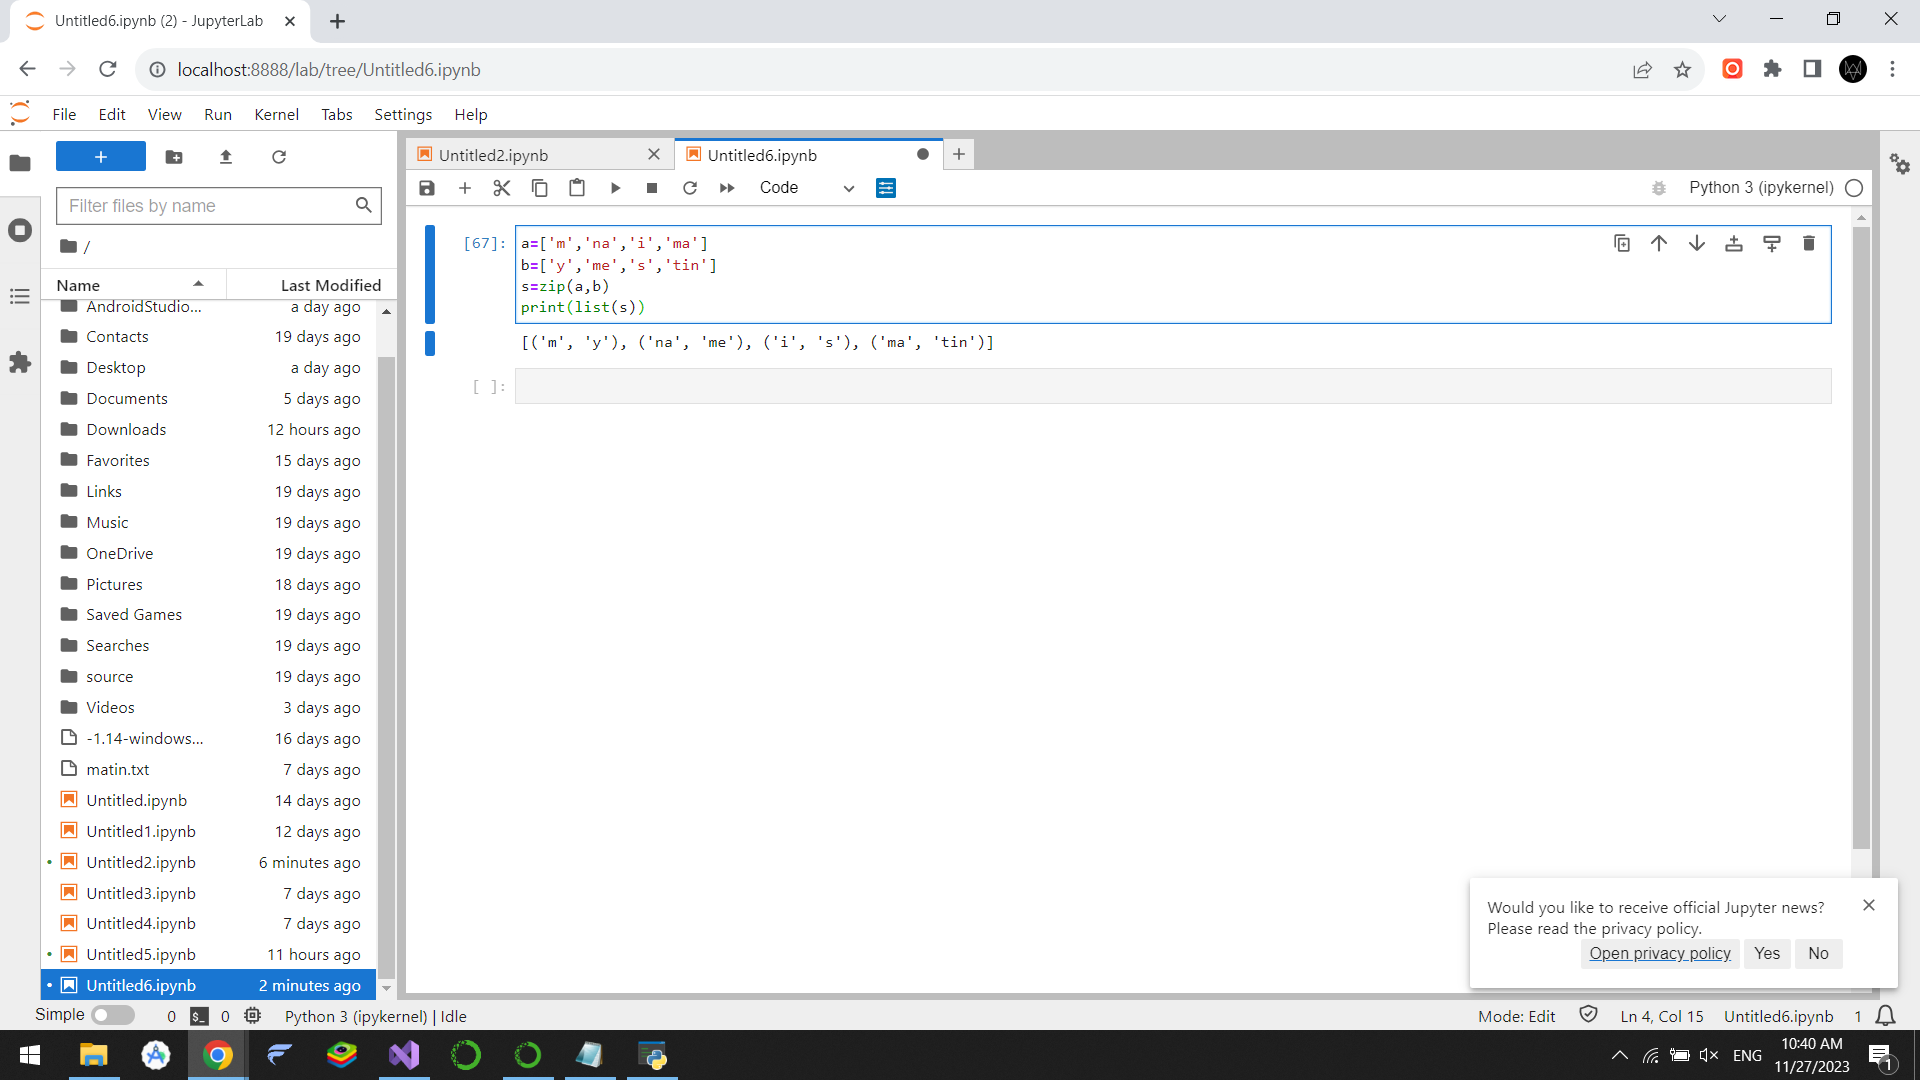 Untitled6.ipynb (2) - JupyterLab
localhost:8888/lab/tree/Untitled6.ipynb
File Edit View Run Kernel Tabs Settings Help
Untitled2.ipynb
Untitled6.ipynb
Code
Python 3 (ipykernel)
Filter files by name
/
Name Last Modified
AndroidStudio... a day ago
Contacts 19 days ago
Desktop a day ago
Documents 5 days ago
Downloads 12 hours ago
Favorites 15 days ago
Links 19 days ago
Music 19 days ago
OneDrive 19 days ago
Pictures 18 days ago
Saved Games 19 days ago
Searches 19 days ago
source 19 days ago
Videos 3 days ago
-1.14-windows... 16 days ago
matin.txt 7 days ago
Untitled.ipynb 14 days ago
Untitled1.ipynb 12 days ago
Untitled2.ipynb 6 minutes ago
Untitled3.ipynb 7 days ago
Untitled4.ipynb 7 days ago
Untitled5.ipynb 11 hours ago
Untitled6.ipynb 2 minutes ago
[67]: a=['m','na','i','ma']
b=['y','me','s','tin']
s=zip(a,b)
print(list(s))
[('m', 'y'), ('na', 'me'), ('i', 's'), ('ma', 'tin')]
[ ]:
Would you like to receive official Jupyter news?
Please read the privacy policy.
Open privacy policy Yes No
Simple 0 $_ 0 Python 3 (ipykernel) | Idle
Mode: Edit Ln 4, Col 15 Untitled6.ipynb 1
ENG
10:40 AM
11/27/2023
1